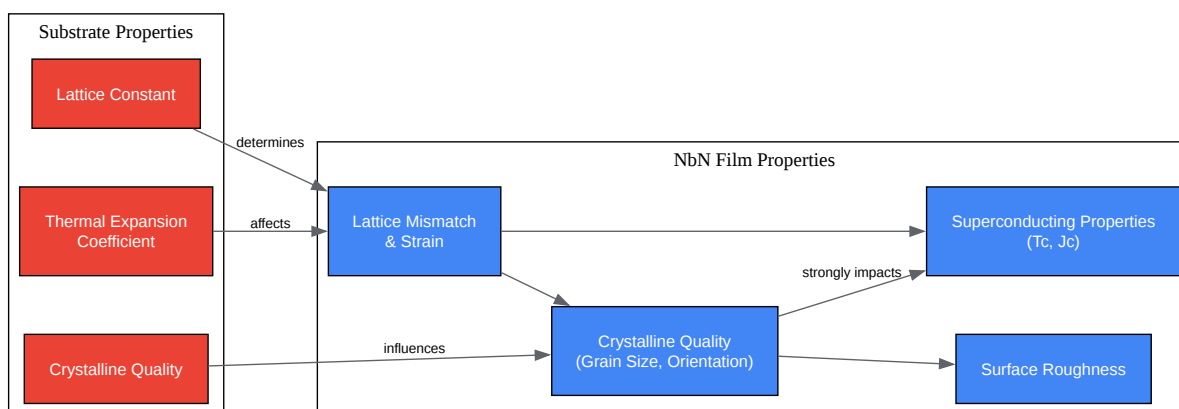 Substrate Properties
Lattice Constant
determines
NbN Film Properties
Thermal Expansion
Coefficient
affects
Lattice Mismatch
& Strain
Superconducting Properties
(Tc, Jc)
strongly impacts
Crystalline Quality
influences
Crystalline Quality
(Grain Size, Orientation)
Surface Roughness